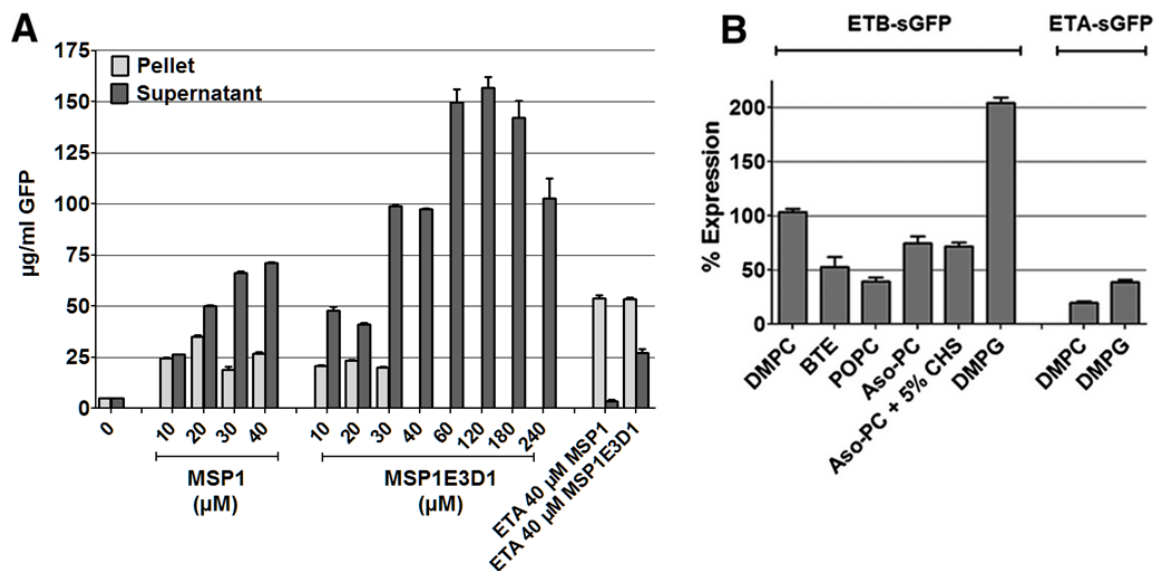 A
175
150
125
100
75
50
25
0
µg/ml GFP
Pellet
Supernatant
0
10
20
30
40
10
20
30
40
60
120
180
240
MSP1
(µM)
MSP1E3D1
(µM)
ETA 40 µM MSP1
ETA 40 µM MSP1E3D1
B
ETB-sGFP
ETA-sGFP
200
150
100
50
0
% Expression
DMPC
BTE
POPC
Aso-PC
Aso-PC + 5% CHS
DMPG
DMPC
DMPG